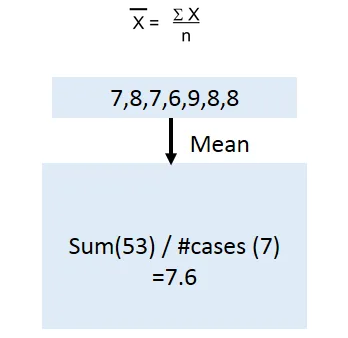 X̅ = ΣX
n
7,8,7,6,9,8,8
Mean
Sum(53) / #cases (7)
=7.6